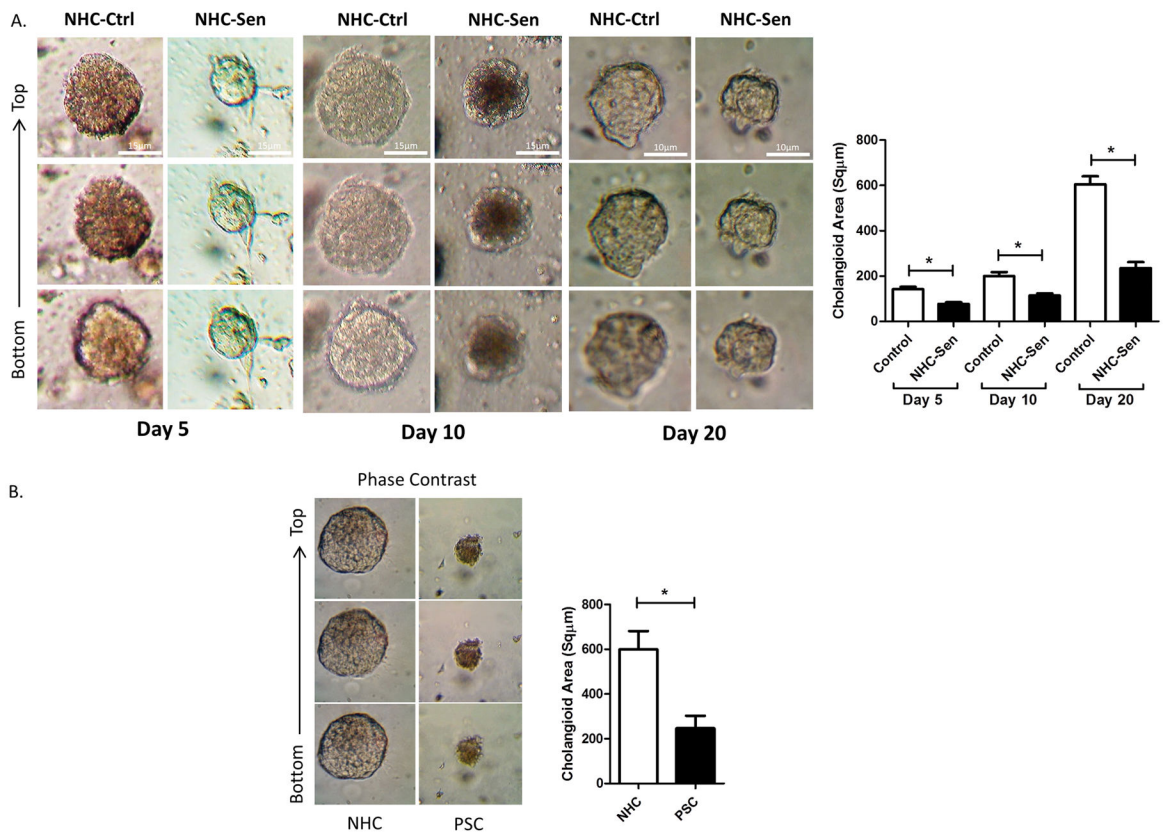 A.
NHC-Ctrl NHC-Sen NHC-Ctrl NHC-Sen NHC-Ctrl NHC-Sen
Top
Bottom
15μm 15μm 15μm 15μm 10μm 10μm
Day 5 Day 10 Day 20
Cholangioid Area (Sqμm)
800
600
400
200
0
* * *
Control NHC-Sen Control NHC-Sen Control NHC-Sen
Day 5 Day 10 Day 20
B.
Phase Contrast
Top
Bottom
NHC PSC
Cholangioid Area (Sqμm)
800
600
400
200
0
*
NHC PSC